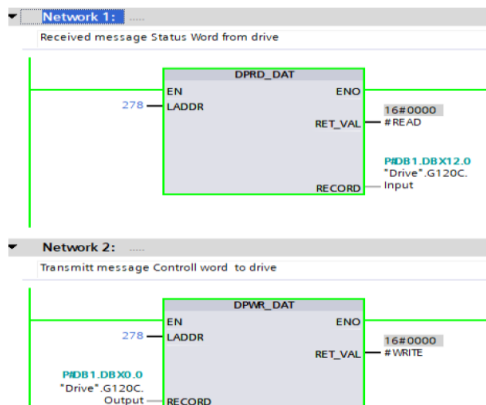 Network 1: .....
Received message Status Word from drive
DPRD_DAT
EN ENO
278 LADDR
16#0000
RET_VAL #READ
P#DB1.DBX12.0
"Drive".G120C.
RECORD Input
Network 2: .....
Transmitt message Controll word to drive
DPWR_DAT
EN ENO
278 LADDR
16#0000
RET_VAL #WRITE
P#DB1.DBX0.0
"Drive".G120C.
Output RECORD